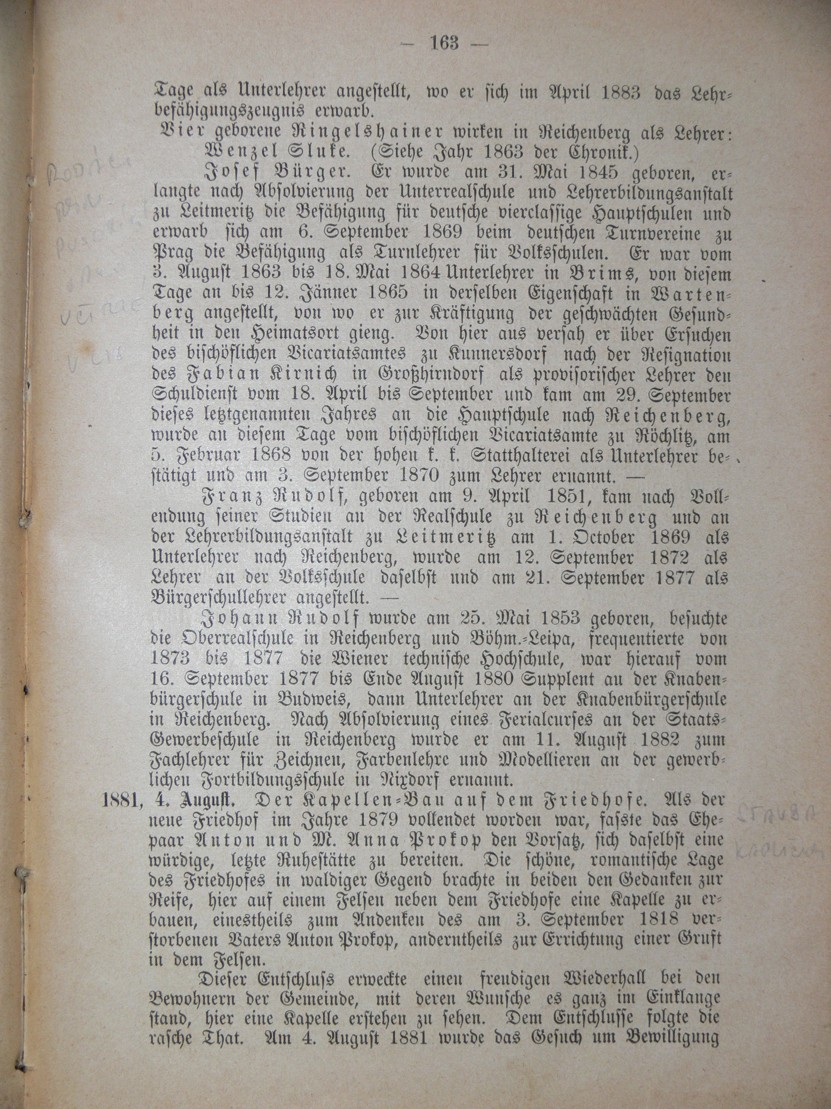 — 163 —
Tage als Unterlehrer angestellt, wo er sich im April 1883 das Lehr-
befähigungszeugnis erwarb.
Vier geborene Ringelshainer wirken in Reichenberg als Lehrer:
Wenzel Sluke. (Siehe Jahr 1863 der Chronik.)
Josef Bürger. Er wurde am 31. Mai 1845 geboren, er-
langte nach Absolvierung der Unterrealschule und Lehrerbildungsanstalt
zu Leitmeritz die Befähigung für deutsche vierclassige Hauptschulen und
erwarb sich am 6. September 1869 beim deutschen Turnvereine zu
Prag die Befähigung als Turnlehrer für Volksschulen. Er war vom
3. August 1863 bis 18. Mai 1864 Unterlehrer in Brims, von diesem
Tage an bis 12. Jänner 1865 in derselben Eigenschaft in Warten-
berg angestellt, von wo er zur Kräftigung der geschwächten Gesund-
heit in den Heimatsort gieng. Von hier aus versah er über Ersuchen
des bischöflichen Vicariatsamtes zu Kunnersdorf nach der Resignation
des Fabian Kirnich in Großhirndorf als provisorischer Lehrer den
Schuldienst vom 18. April bis September und kam am 29. September
dieses letztgenannten Jahres an die Hauptschule nach Reichenberg,
wurde an diesem Tage vom bischöflichen Vicariatsamte zu Röchlitz, am
5. Februar 1868 von der hohen k. k. Statthalterei als Unterlehrer be-
stätigt und am 3. September 1870 zum Lehrer ernannt. —
Franz Rudolf, geboren am 9. April 1851, kam nach Voll-
endung seiner Studien an der Realschule zu Reichenberg und an
der Lehrerbildungsanstalt zu Leitmeritz am 1. October 1869 als
Unterlehrer nach Reichenberg, wurde am 12. September 1872 als
Lehrer an der Volksschule daselbst und am 21. September 1877 als
Bürgerschullehrer angestellt. —
Johann Rudolf wurde am 25. Mai 1853 geboren, besuchte
die Oberrealschule in Reichenberg und Böhm.-Leipa, frequentierte von
1873 bis 1877 die Wiener technische Hochschule, war hierauf vom
16. September 1877 bis Ende August 1880 Supplent an der Knaben-
bürgerschule in Budweis, dann Unterlehrer an der Knabenbürgerschule
in Reichenberg. Nach Absolvierung eines Ferialcurses an der Staats-
Gewerbeschule in Reichenberg wurde er am 11. August 1882 zum
Fachlehrer für Zeichnen, Farbenlehre und Modellieren an der gewerb-
lichen Fortbildungsschule in Nixdorf ernannt.
1881, 4. August. Der Kapellen-Bau auf dem Friedhofe. Als der
neue Friedhof im Jahre 1879 vollendet worden war, fasste das Ehe-
paar Anton und M. Anna Prokop den Vorsatz, sich daselbst eine
würdige, letzte Ruhestätte zu bereiten. Die schöne, romantische Lage
des Friedhofes in waldiger Gegend brachte in beiden den Gedanken zur
Reife, hier auf einem Felsen neben dem Friedhofe eine Kapelle zu er-
bauen, einestheils zum Andenken des am 3. September 1818 ver-
storbenen Vaters Anton Prokop, anderntheils zur Errichtung einer Gruft
in dem Felsen.
Dieser Entschluss erweckte einen freudigen Wiederhall bei den
Bewohnern der Gemeinde, mit deren Wunsche es ganz im Einklange
stand, hier eine Kapelle erstehen zu sehen. Dem Entschlusse folgte die
rasche That. Am 4. August 1881 wurde das Gesuch um Bewilligung